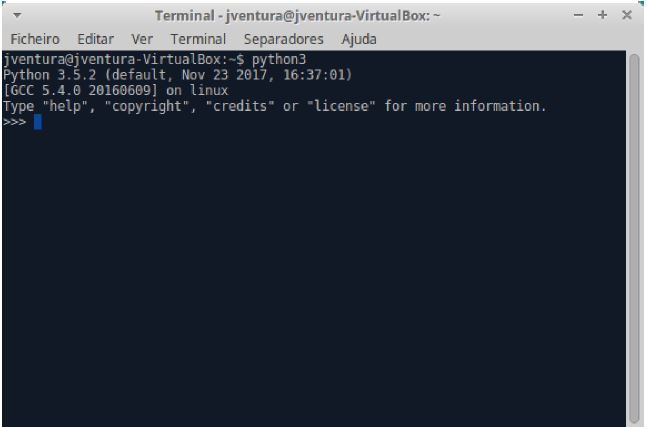 Terminal - jventura@jventura-VirtualBox: ~
Ficheiro Editar Ver Terminal Separadores Ajuda
jventura@jventura-VirtualBox:~$ python3
Python 3.5.2 (default, Nov 23 2017, 16:37:01)
[GCC 5.4.0 20160609] on linux
Type "help", "copyright", "credits" or "license" for more information.
>>>